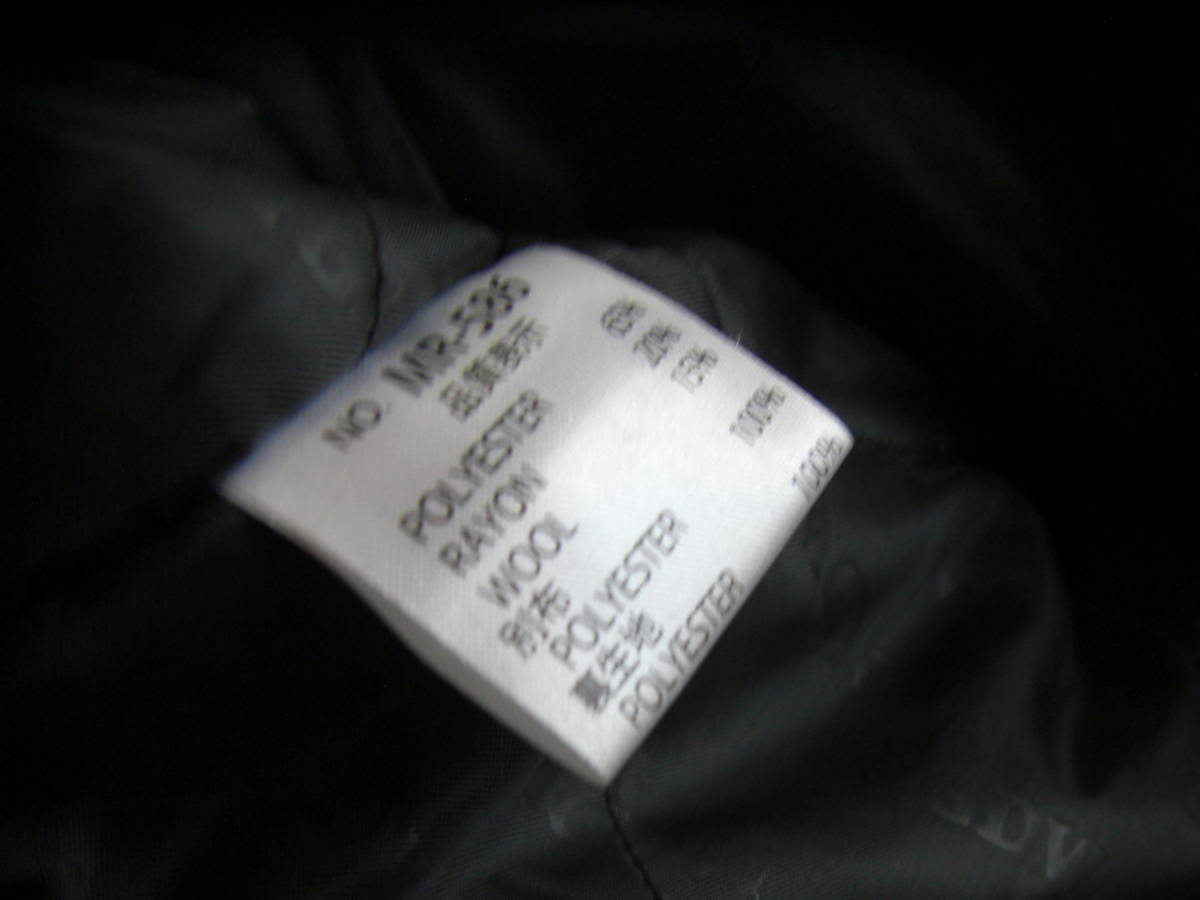 NO. MIR-586
品質表示
POLYESTER 65%
RAYON 20%
WOOL 15%
別布
POLYESTER 100%
裏生地
POLYESTER 100%